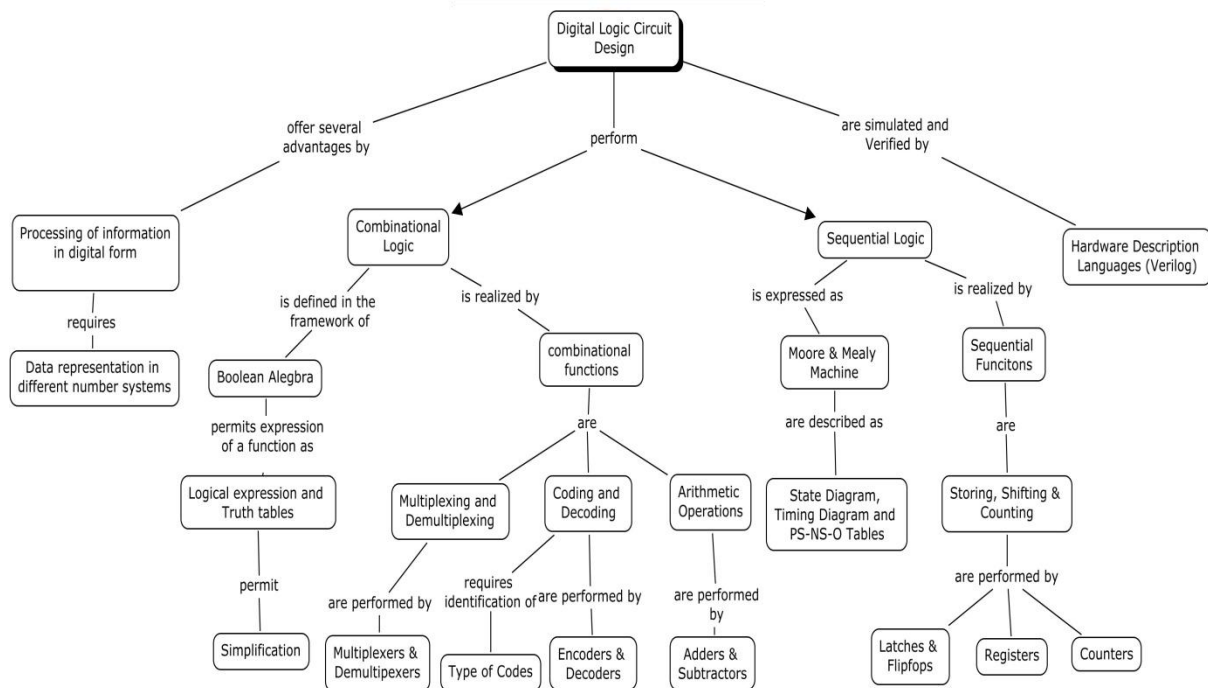 Digital Logic Circuit
Design
offer several
advantages by
perform
are simulated and
Verified by
Processing of information
in digital form
Combinational
Logic
Sequential Logic
Hardware Description
Languages (Verilog)
requires
is defined in the
framework of
is realized by
is expressed as
is realized by
Data representation in
different number systems
Boolean Alegbra
combinational
functions
Moore & Mealy
Machine
Sequential
Funcitons
permits expression
of a function as
are
are described as
are
Logical expression and
Truth tables
Multiplexing and
Demultiplexing
Coding and
Decoding
Arithmetic
Operations
State Diagram,
Timing Diagram and
PS-NS-O Tables
Storing, Shifting &
Counting
permit
are performed by
requires
identification of
are performed by
are performed
by
are performed by
Simplification
Multiplexers &
Demultipexers
Type of Codes
Encoders &
Decoders
Adders &
Subtractors
Latches &
Flipfops
Registers
Counters